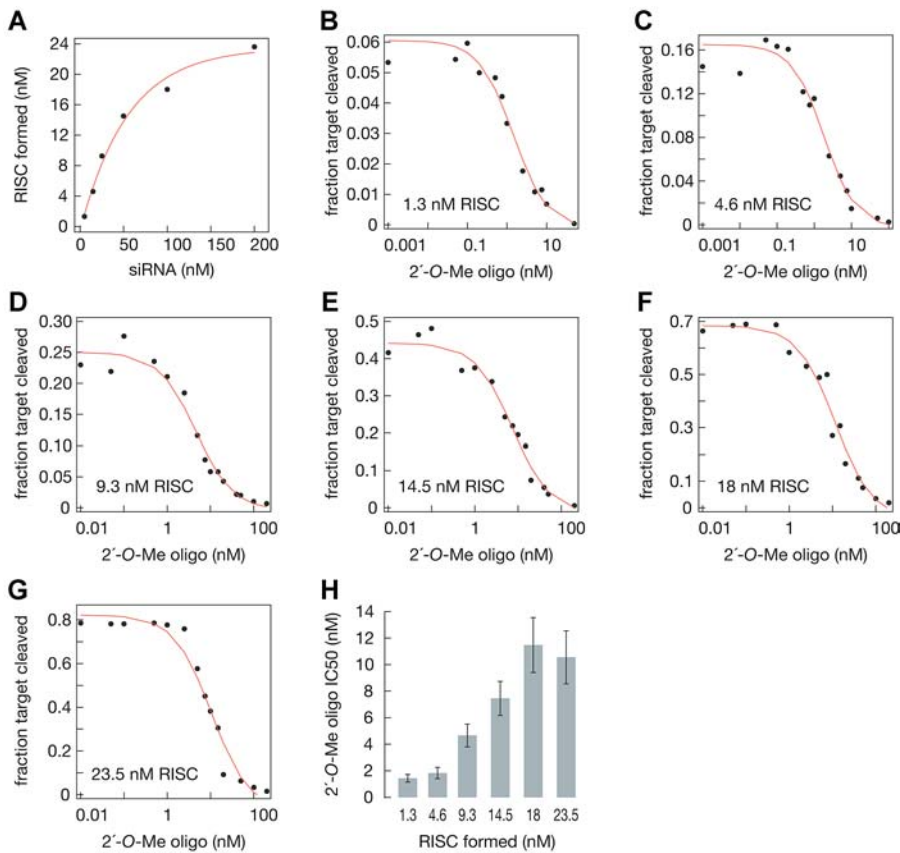 A
RISC formed (nM)
24
20
16
12
8
4
0
0 50 100 150 200
siRNA (nM)
B
fraction target cleaved
0.06
0.05
0.04
0.03
0.02
0.01
0
1.3 nM RISC
0.001 0.1 10
2´-O-Me oligo (nM)
C
fraction target cleaved
0.16
0.12
0.08
0.04
0
4.6 nM RISC
0.001 0.1 10
2´-O-Me oligo (nM)
D
fraction target cleaved
0.30
0.25
0.20
0.15
0.10
0.05
0
9.3 nM RISC
0.01 1 100
2´-O-Me oligo (nM)
E
fraction target cleaved
0.5
0.4
0.3
0.2
0.1
0
14.5 nM RISC
0.01 1 100
2´-O-Me oligo (nM)
F
fraction target cleaved
0.7
0.5
0.3
0.1
0
18 nM RISC
0.01 1 100
2´-O-Me oligo (nM)
G
fraction target cleaved
0.8
0.6
0.4
0.2
0
23.5 nM RISC
0.01 1 100
2´-O-Me oligo (nM)
H
2´-O-Me oligo IC50 (nM)
14
12
10
8
6
4
2
0
1.3 4.6 9.3 14.5 18 23.5
RISC formed (nM)